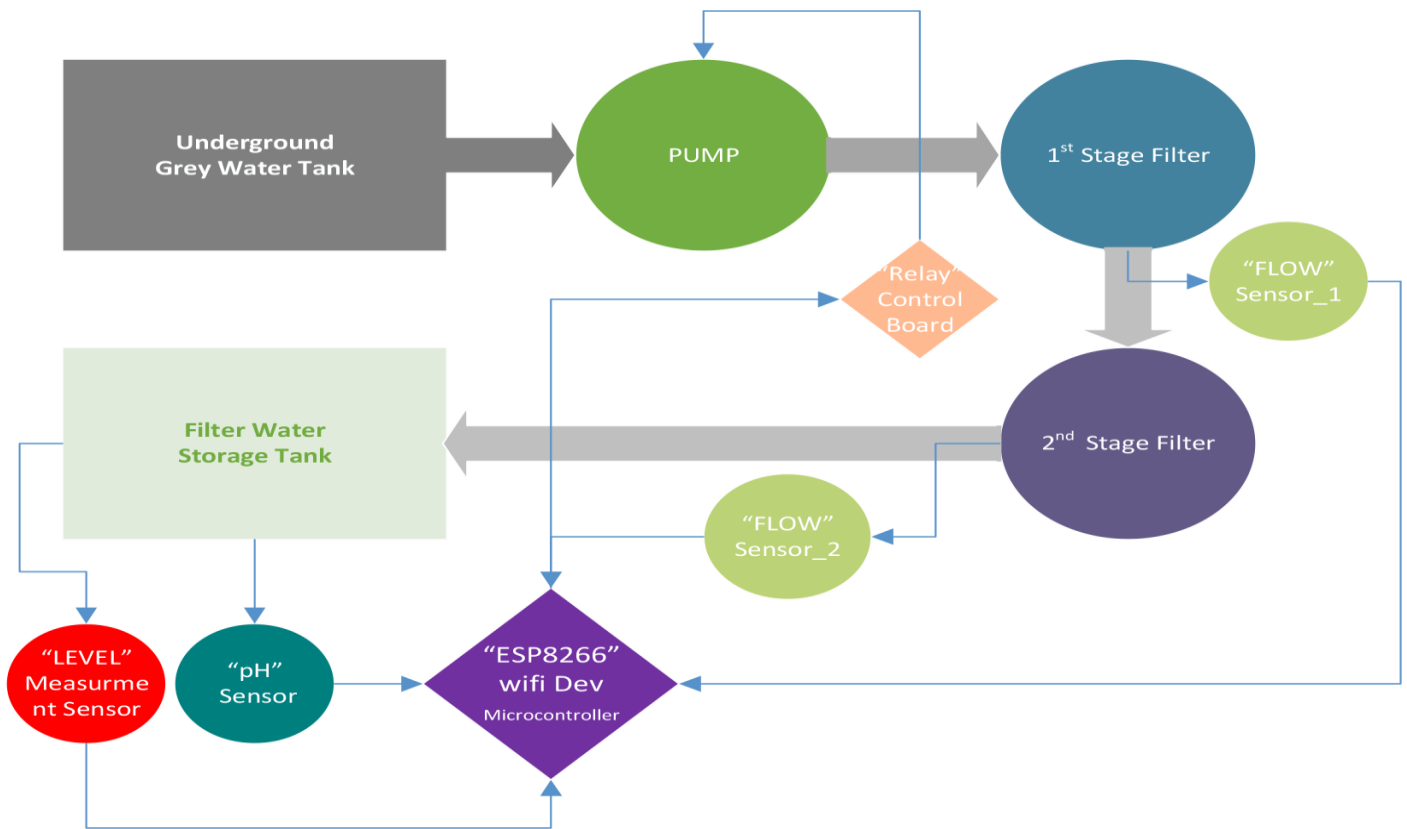 Underground
Grey Water Tank
PUMP
1st Stage Filter
“FLOW”
Sensor_1
“Relay”
Control
Board
Filter Water
Storage Tank
2nd Stage Filter
“FLOW”
Sensor_2
“LEVEL”
Measurme
nt Sensor
“pH”
Sensor
“ESP8266”
wifi Dev
Microcontroller